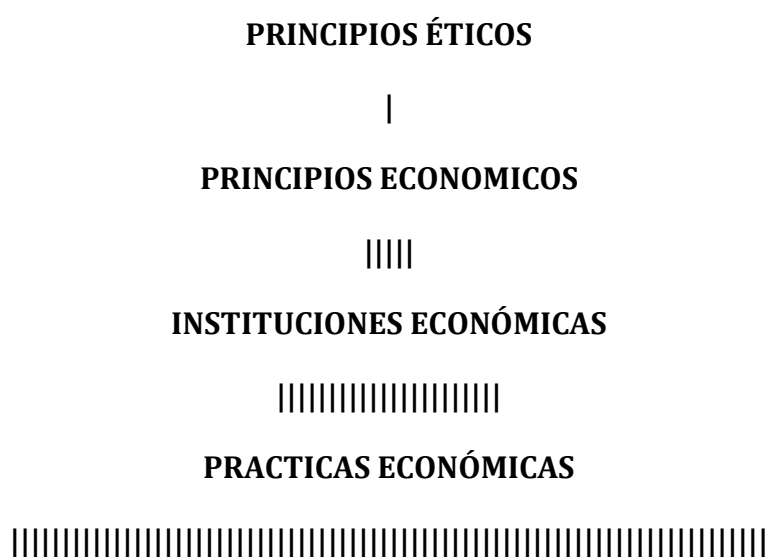 PRINCIPIOS ÉTICOS
|
PRINCIPIOS ECONOMICOS
|||||
INSTITUCIONES ECONÓMICAS
||||||||||||||||||||||
PRACTICAS ECONÓMICAS
||||||||||||||||||||||||||||||||||||||||||||||||||||||||||||||||||||||||||